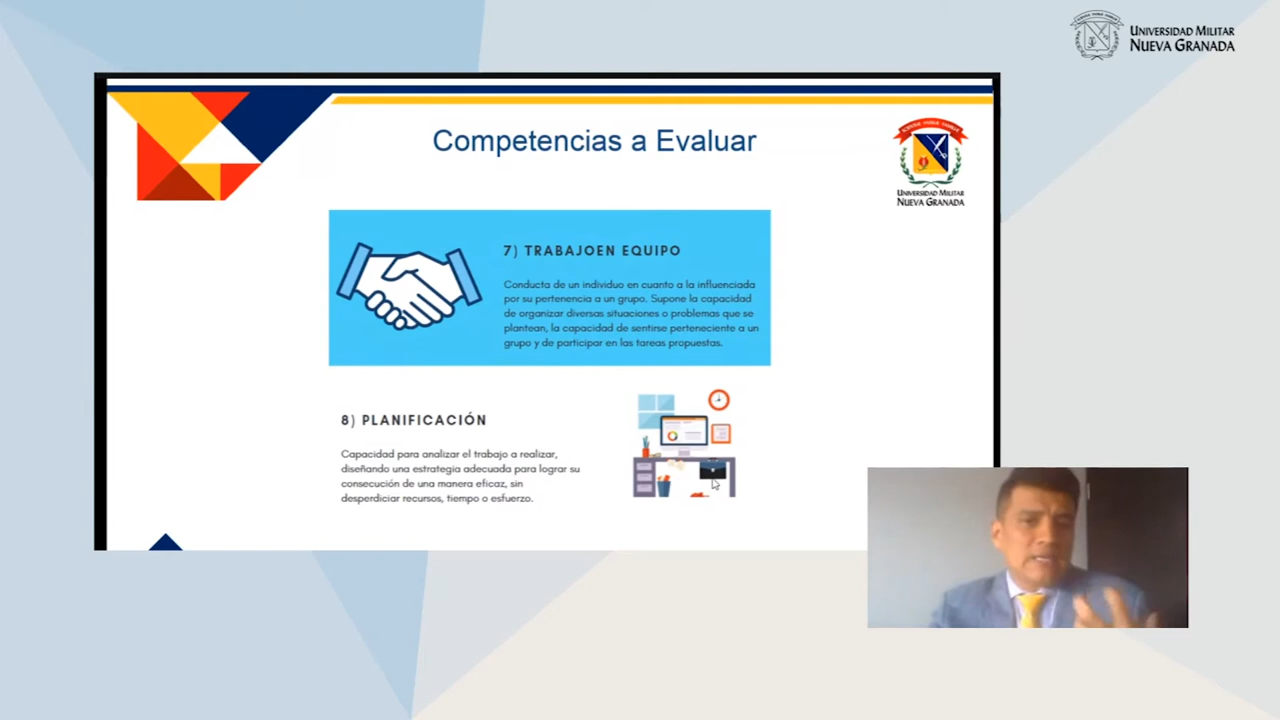 UNIVERSIDAD MILITAR
NUEVA GRANADA
Competencias a Evaluar
UNIVERSIDAD MILITAR
NUEVA GRANADA
7) TRABAJOEN EQUIPO
Conducta de un individuo en cuanto a la influenciada
por su pertenencia a un grupo. Supone la capacidad
de organizar diversas situaciones o problemas que se
plantean, la capacidad de sentirse perteneciente a un
grupo y de participar en las tareas propuestas.
8) PLANIFICACIÓN
Capacidad para analizar el trabajo a realizar,
diseñando una estrategia adecuada para lograr su
consecución de una manera eficaz, sin
desperdiciar recursos, tiempo o esfuerzo.